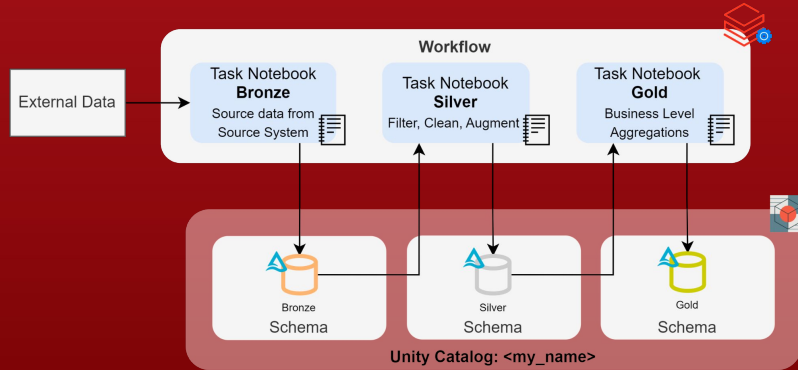 Workflow
External Data
Task Notebook
Bronze
Source data from
Source System
Task Notebook
Silver
Filter, Clean, Augment
Task Notebook
Gold
Business Level
Aggregations
Bronze
Schema
Silver
Schema
Gold
Schema
Unity Catalog: <my_name>